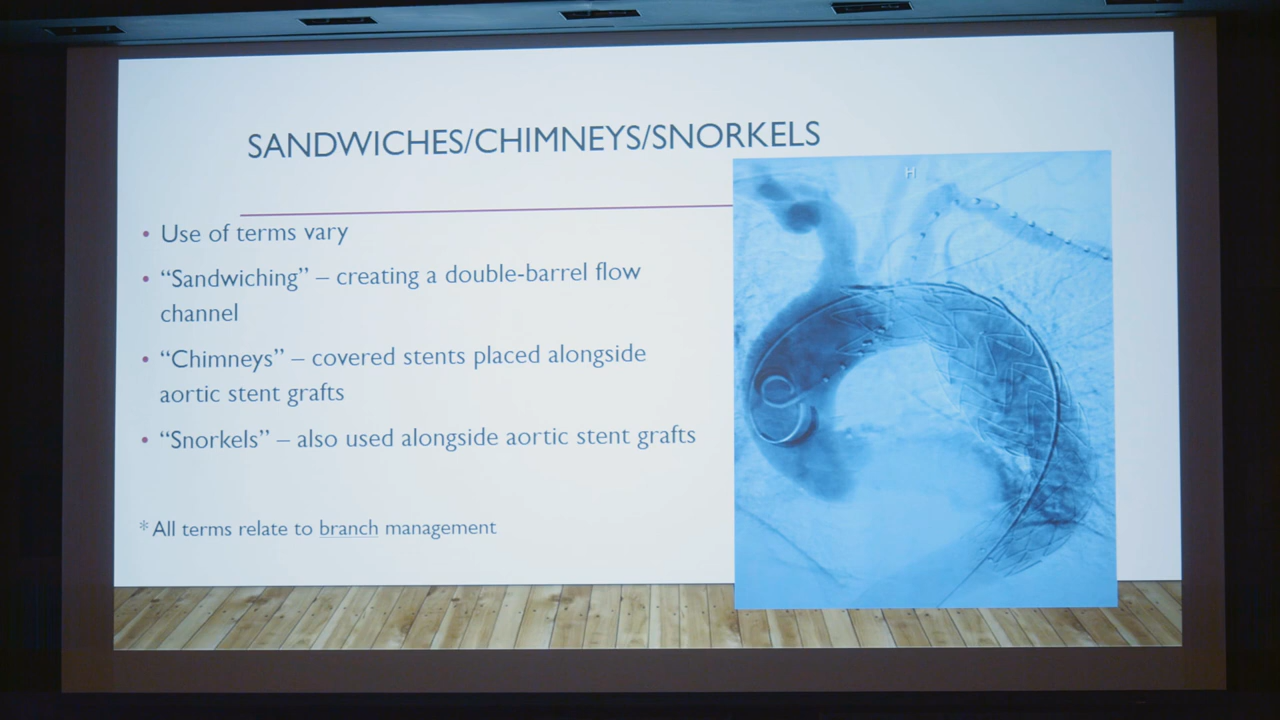 SANDWICHES/CHIMNEYS/SNORKELS
• Use of terms vary
• “Sandwiching” – creating a double-barrel flow
channel
• “Chimneys” – covered stents placed alongside
aortic stent grafts
• “Snorkels” – also used alongside aortic stent grafts
* All terms relate to branch management
H